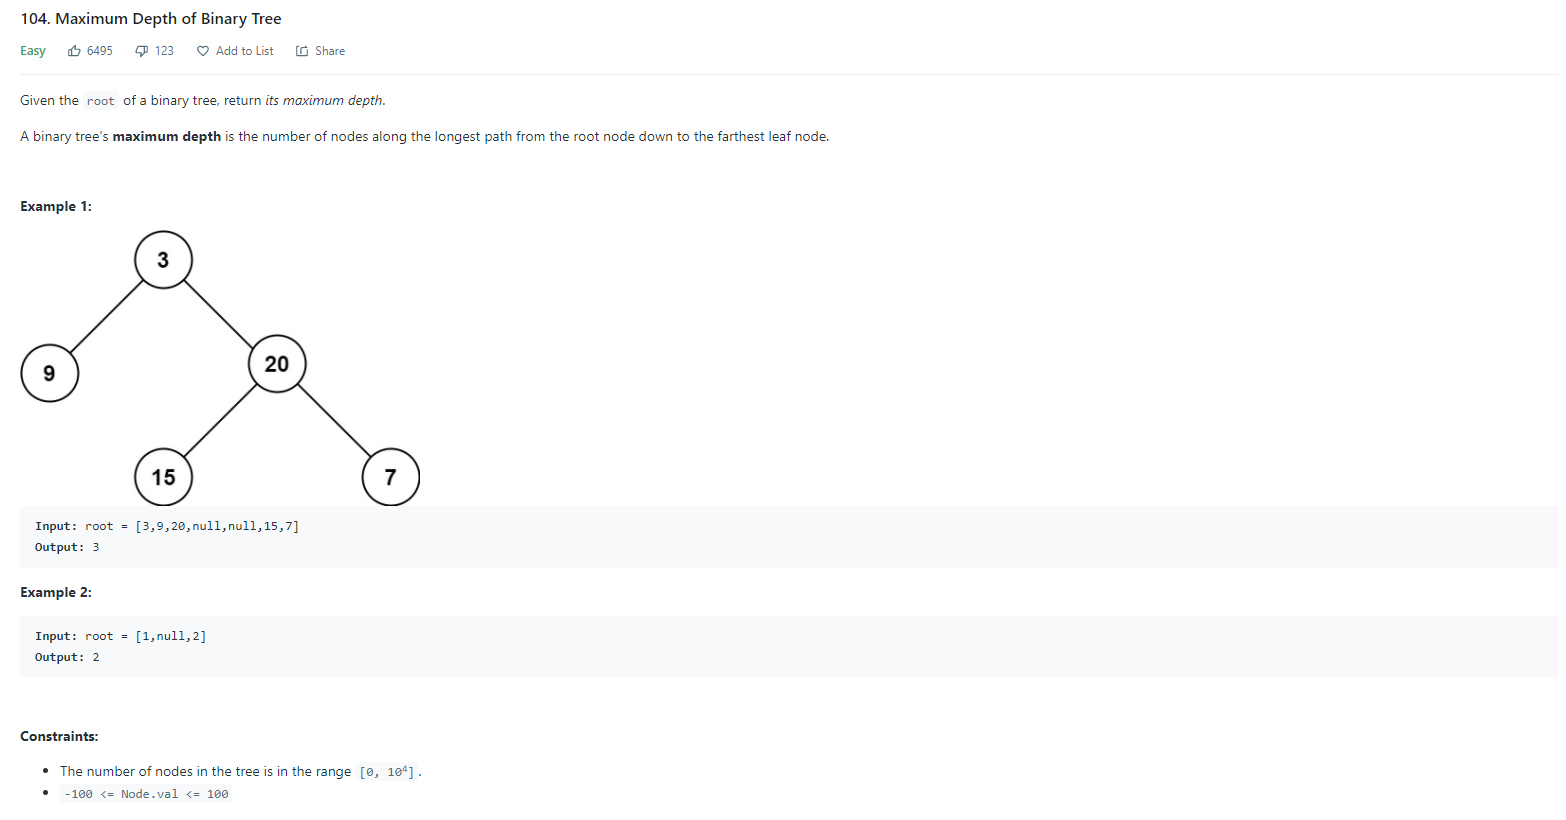 104. Maximum Depth of Binary Tree
Easy 6495 123 Add to List Share
Given the root of a binary tree, return its maximum depth.
A binary tree's maximum depth is the number of nodes along the longest path from the root node down to the farthest leaf node.
Example 1:
3
9
20
15
7
Input: root = [3,9,20,null,null,15,7]
Output: 3
Example 2:
Input: root = [1,null,2]
Output: 2
Constraints:
• The number of nodes in the tree is in the range [0, 10⁴].
• -100 <= Node.val <= 100